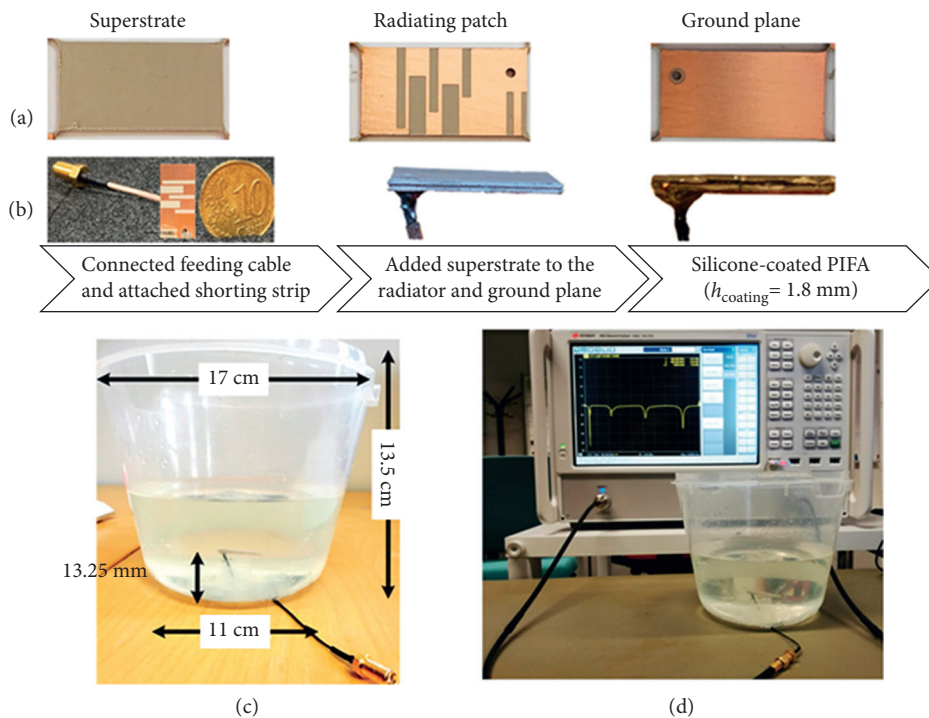 Superstrate
Radiating patch
Ground plane
(a)
(b)
10
Connected feeding cable
and attached shorting strip
Added superstrate to the
radiator and ground plane
Silicone-coated PIFA
(hcoating= 1.8 mm)
17 cm
13.5 cm
13.25 mm
11 cm
(c)
(d)